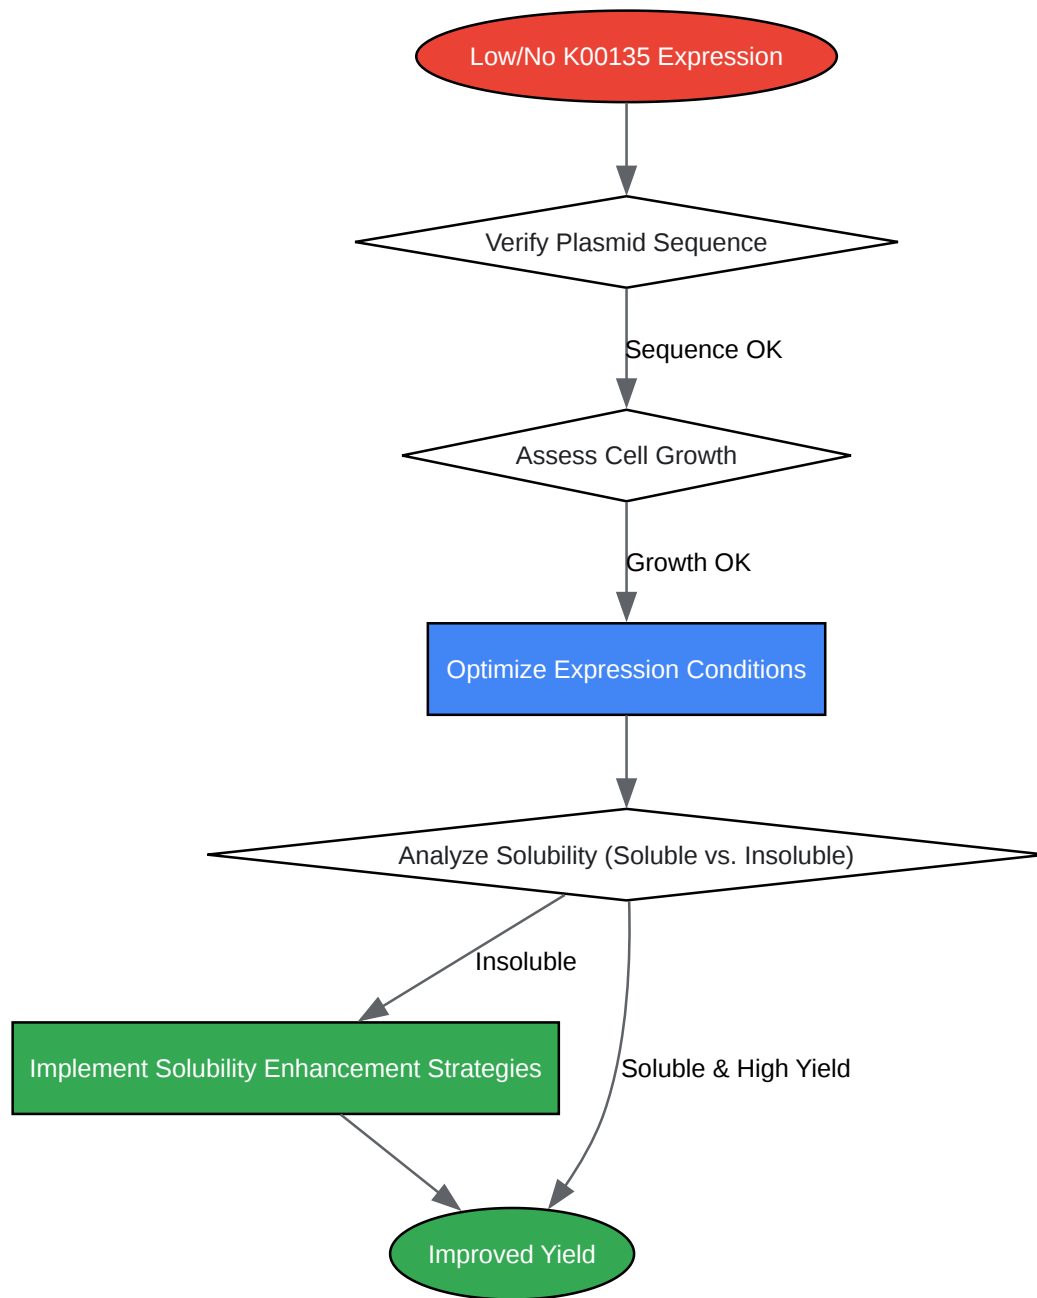 Low/No K00135 Expression
Verify Plasmid Sequence
Sequence OK
Assess Cell Growth
Growth OK
Optimize Expression Conditions
Analyze Solubility (Soluble vs. Insoluble)
Insoluble
Implement Solubility Enhancement Strategies
Soluble & High Yield
Improved Yield